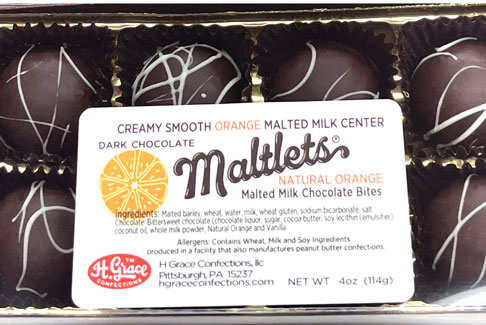 CREAMY SMOOTH ORANGE MALTED MILK CENTER
DARK CHOCOLATE
Maltlets®
NATURAL ORANGE
Malted Milk Chocolate Bites
Ingredients: Malted barley, wheat, water, milk, wheat gluten, sodium bicarbonate, salt
Chocolate: Bittersweet chocolate (chocolate liquor, sugar, cocoa butter, soy lecithin (emulsifier),
coconut oil, whole milk powder, Natural Orange and Vanilla
Allergens: Contains Wheat, Milk and Soy Ingredients
produced in a facility that also manufactures peanut butter confections.
H. Grace™
CONFECTIONS
H Grace Confections, llc
Pittsburgh, PA 15237
hgraceconfections.com NET WT 4oz (114g)